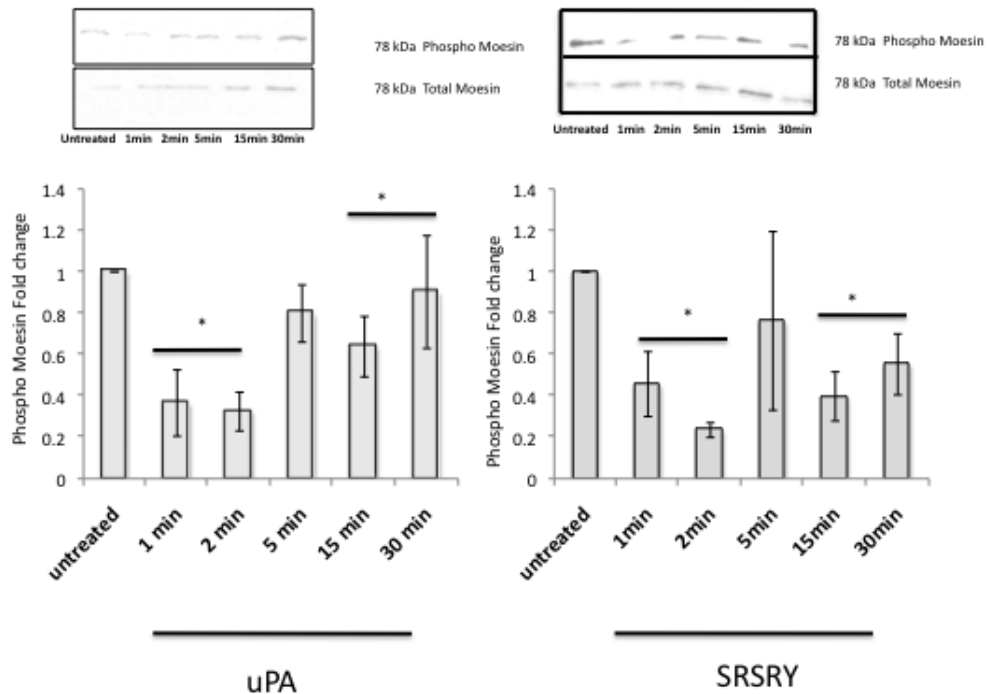 78 kDa Phospho Moesin
78 kDa Total Moesin
Untreated 1min 2min 5min 15min 30min
78 kDa Phospho Moesin
78 kDa Total Moesin
Untreated 1min 2min 5min 15min 30min
Phospho Moesin Fold change
1.4
1.2
1
0.8
0.6
0.4
0.2
0
*
*
untreated
1 min
2 min
5 min
15 min
30 min
uPA
Phospho Moesin Fold change
1.4
1.2
1
0.8
0.6
0.4
0.2
0
*
*
untreated
1min
2min
5min
15min
30min
SRSRY